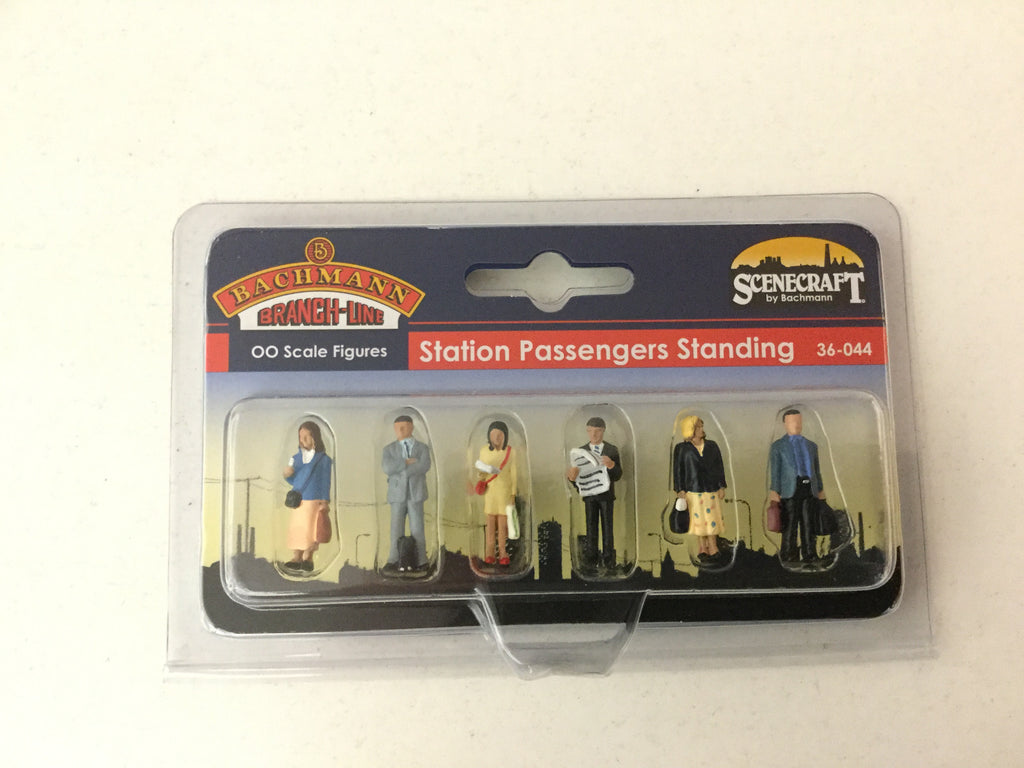 B
BACHMANN
BRANCH-LINE
SCENECRAFT®
by Bachmann
OO Scale Figures
Station Passengers Standing 36-044